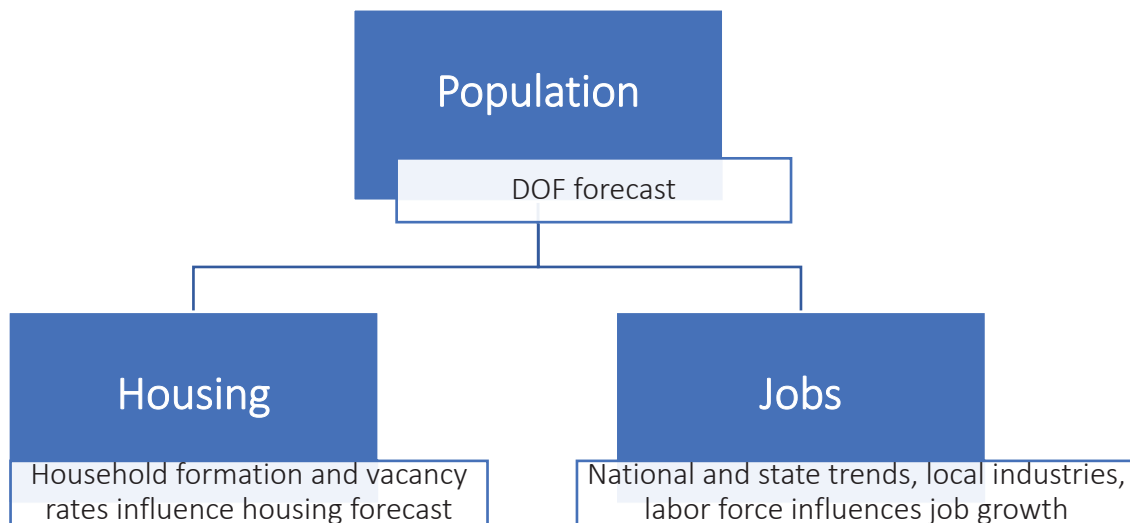 Population
DOF forecast
Housing
Household formation and vacancy
rates influence housing forecast
Jobs
National and state trends, local industries,
labor force influences job growth